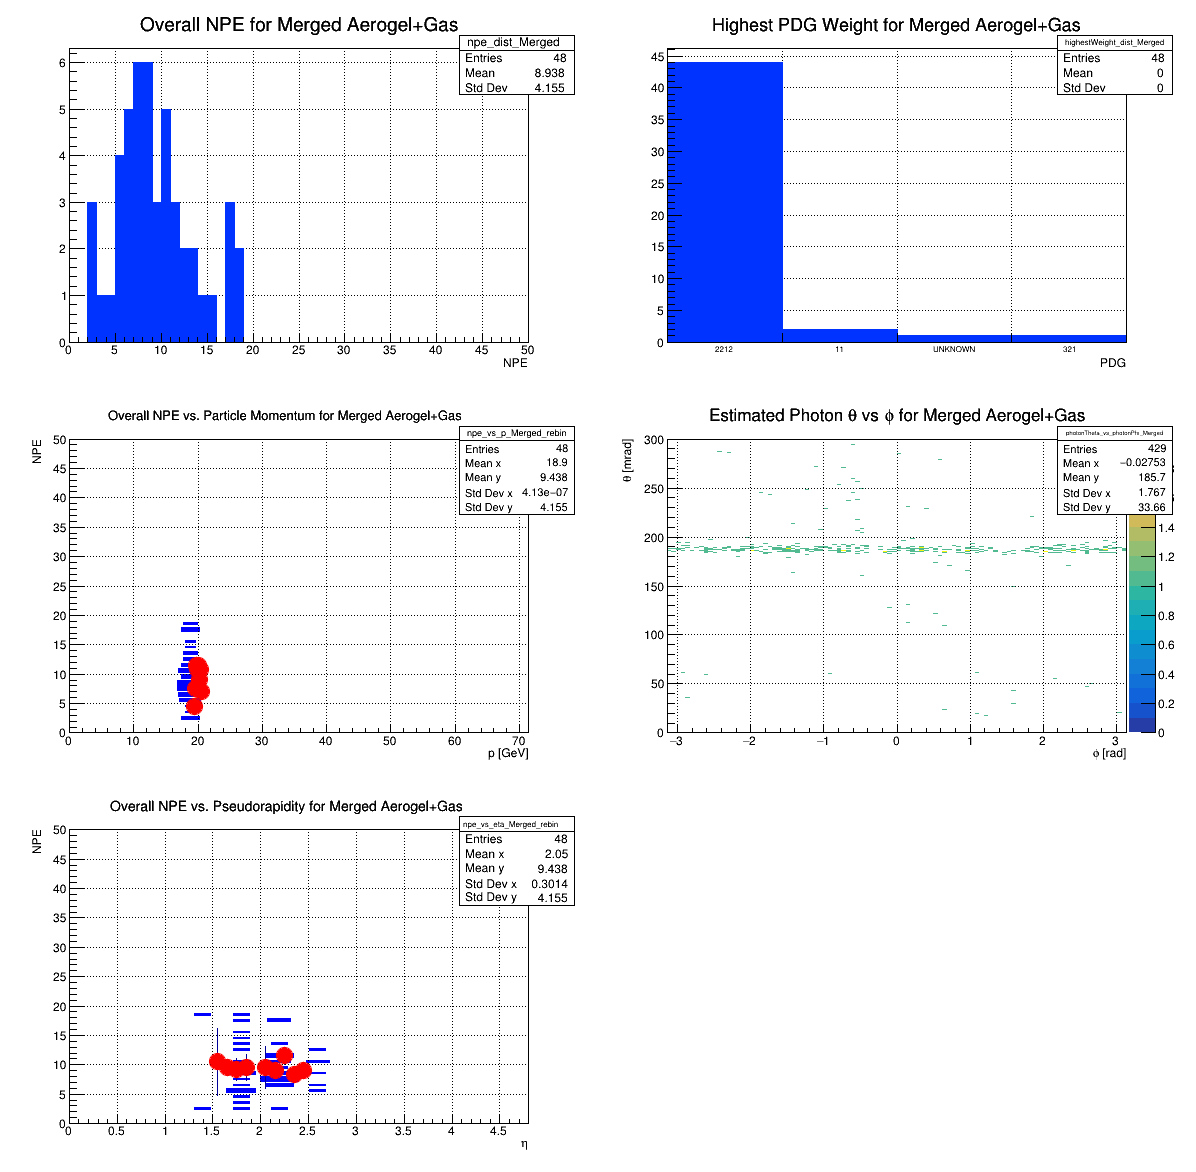 Overall NPE for Merged Aerogel+Gas
npe_dist_Merged
Entries 48
Mean 8.938
Std Dev 4.155
6
5
4
3
2
1
0
0 5 10 15 20 25 30 35 40 45 50
NPE
Highest PDG Weight for Merged Aerogel+Gas
highestWeight_dist_Merged
Entries 48
Mean 0
Std Dev 0
45
40
35
30
25
20
15
10
5
0
2212 11 UNKNOWN 321
PDG
Overall NPE vs. Particle Momentum for Merged Aerogel+Gas
npe_vs_p_Merged_rebin
Entries 48
Mean x 18.9
Mean y 9.438
Std Dev x 4.13e−07
Std Dev y 4.155
NPE
50
45
40
35
30
25
20
15
10
5
0
0 10 20 30 40 50 60 70
p [GeV]
Estimated Photon θ vs ϕ for Merged Aerogel+Gas
photonTheta_vs_photonPhi_Merged
Entries 429
Mean x −0.02753
Mean y 185.7
Std Dev x 1.767
Std Dev y 33.66
θ [mrad]
300
250
200
150
100
50
0
−3 −2 −1 0 1 2 3
ϕ [rad]
1.4
1.2
1
0.8
0.6
0.4
0.2
0
Overall NPE vs. Pseudorapidity for Merged Aerogel+Gas
npe_vs_eta_Merged_rebin
Entries 48
Mean x 2.05
Mean y 9.438
Std Dev x 0.3014
Std Dev y 4.155
NPE
50
45
40
35
30
25
20
15
10
5
0
0 0.5 1 1.5 2 2.5 3 3.5 4 4.5
η